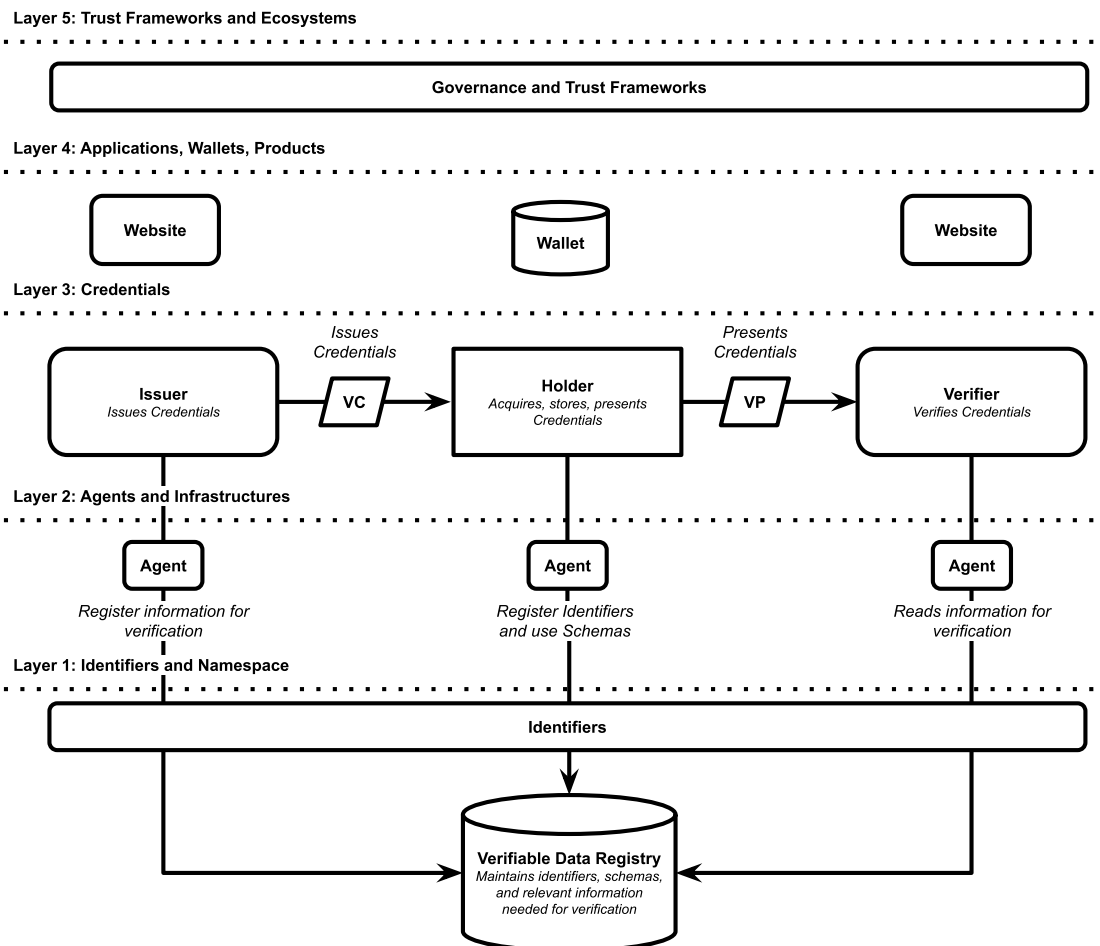 Layer 5: Trust Frameworks and Ecosystems
Governance and Trust Frameworks
Layer 4: Applications, Wallets, Products
Website
Wallet
Website
Layer 3: Credentials
Issues
Credentials
Presents
Credentials
Issuer
Issues Credentials
VC
Holder
Acquires, stores, presents
Credentials
VP
Verifier
Verifies Credentials
Layer 2: Agents and Infrastructures
Agent
Agent
Agent
Register information for
verification
Register Identifiers
and use Schemas
Reads information for
verification
Layer 1: Identifiers and Namespace
Identifiers
Verifiable Data Registry
Maintains identifiers, schemas,
and relevant information
needed for verification